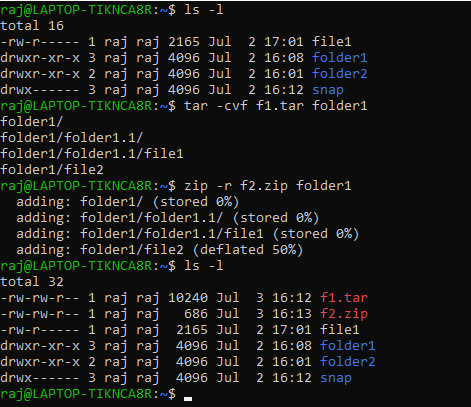 raj@LAPTOP-TIKNCA8R:~$ ls -l
total 16
-rw-r----- 1 raj raj 2165 Jul  2 17:01 file1
drwxr-xr-x 3 raj raj 4096 Jul  2 16:08 folder1
drwxr-xr-x 2 raj raj 4096 Jul  2 16:01 folder2
drwx------ 3 raj raj 4096 Jul  2 16:12 snap
raj@LAPTOP-TIKNCA8R:~$ tar -cvf f1.tar folder1
folder1/
folder1/folder1.1/
folder1/folder1.1/file1
folder1/file2
raj@LAPTOP-TIKNCA8R:~$ zip -r f2.zip folder1
  adding: folder1/ (stored 0%)
  adding: folder1/folder1.1/ (stored 0%)
  adding: folder1/folder1.1/file1 (stored 0%)
  adding: folder1/file2 (deflated 50%)
raj@LAPTOP-TIKNCA8R:~$ ls -l
total 32
-rw-rw-r-- 1 raj raj 10240 Jul  3 16:12 f1.tar
-rw-rw-r-- 1 raj raj   686 Jul  3 16:13 f2.zip
-rw-r----- 1 raj raj  2165 Jul  2 17:01 file1
drwxr-xr-x 3 raj raj  4096 Jul  2 16:08 folder1
drwxr-xr-x 2 raj raj  4096 Jul  2 16:01 folder2
drwx------ 3 raj raj  4096 Jul  2 16:12 snap
raj@LAPTOP-TIKNCA8R:~$